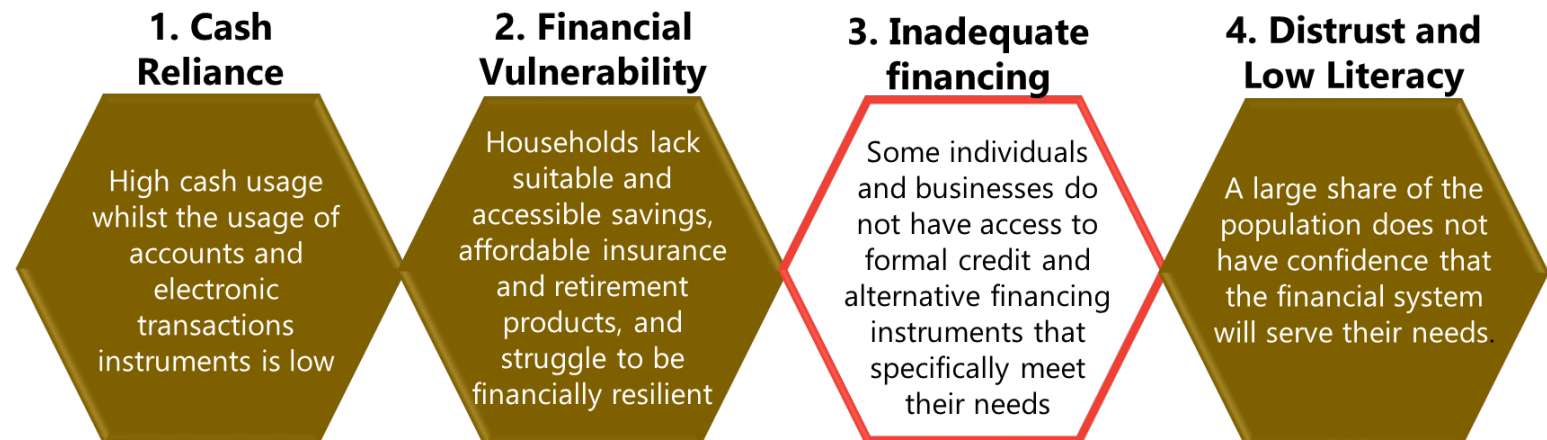 1. Cash
Reliance
High cash usage
whilst the usage of
accounts and
electronic
transactions
instruments is low
2. Financial
Vulnerability
Households lack
suitable and
accessible savings,
affordable insurance
and retirement
products, and
struggle to be
financially resilient
3. Inadequate
financing
Some individuals
and businesses do
not have access to
formal credit and
alternative financing
instruments that
specifically meet
their needs
4. Distrust and
Low Literacy
A large share of the
population does not
have confidence that
the financial system
will serve their needs.